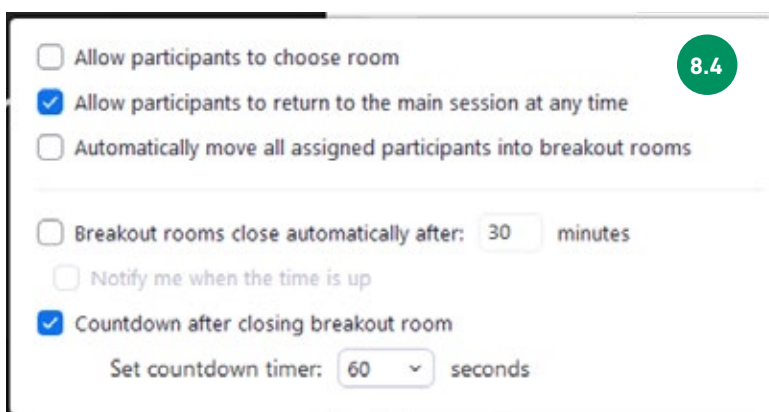 Allow participants to choose room
8.4
Allow participants to return to the main session at any time
Automatically move all assigned participants into breakout rooms
Breakout rooms close automatically after: 30 minutes
Notify me when the time is up
Countdown after closing breakout room
Set countdown timer: 60 seconds